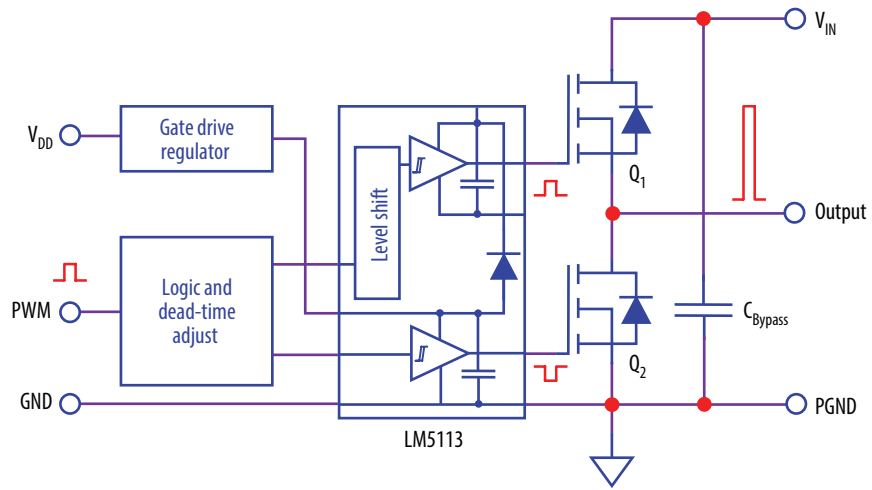 V_IN
V_DD
Gate drive
regulator
Q_1
Level shift
Output
Logic and
dead-time
adjust
PWM
C_Bypass
Q_2
GND
PGND
LM5113